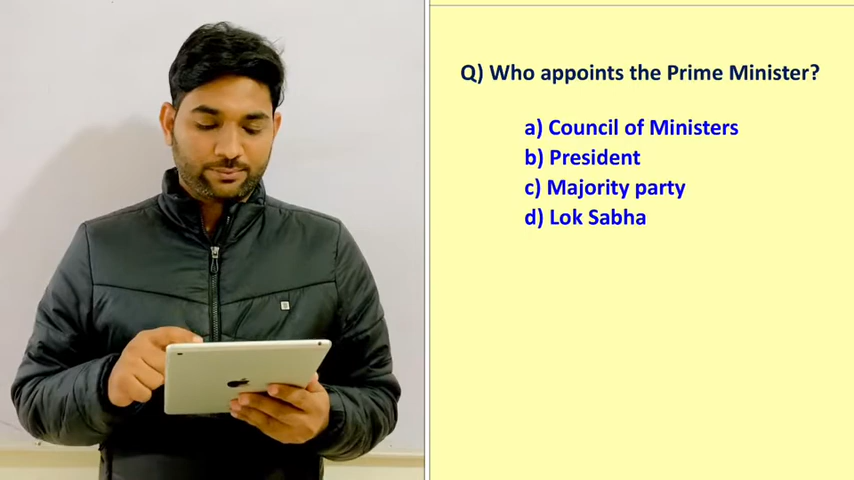 Q) Who appoints the Prime Minister?
a) Council of Ministers
b) President
c) Majority party
d) Lok Sabha